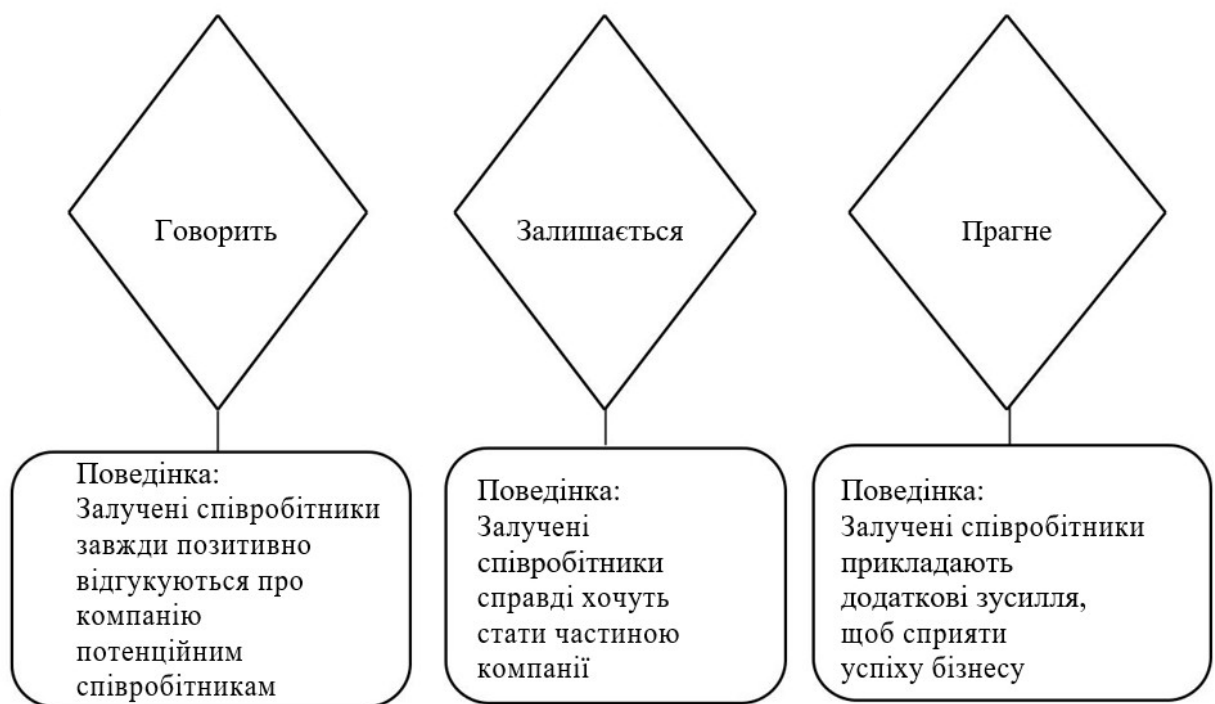 Говорить
Залишається
Прагне
Поведінка:
Залучені співробітники
завжди позитивно
відгукуються про
компанію
потенційним
співробітникам
Поведінка:
Залучені
співробітники
справді хочуть
стати частиною
компанії
Поведінка:
Залучені співробітники
прикладають
додаткові зусилля,
щоб сприяти
успіху бізнесу